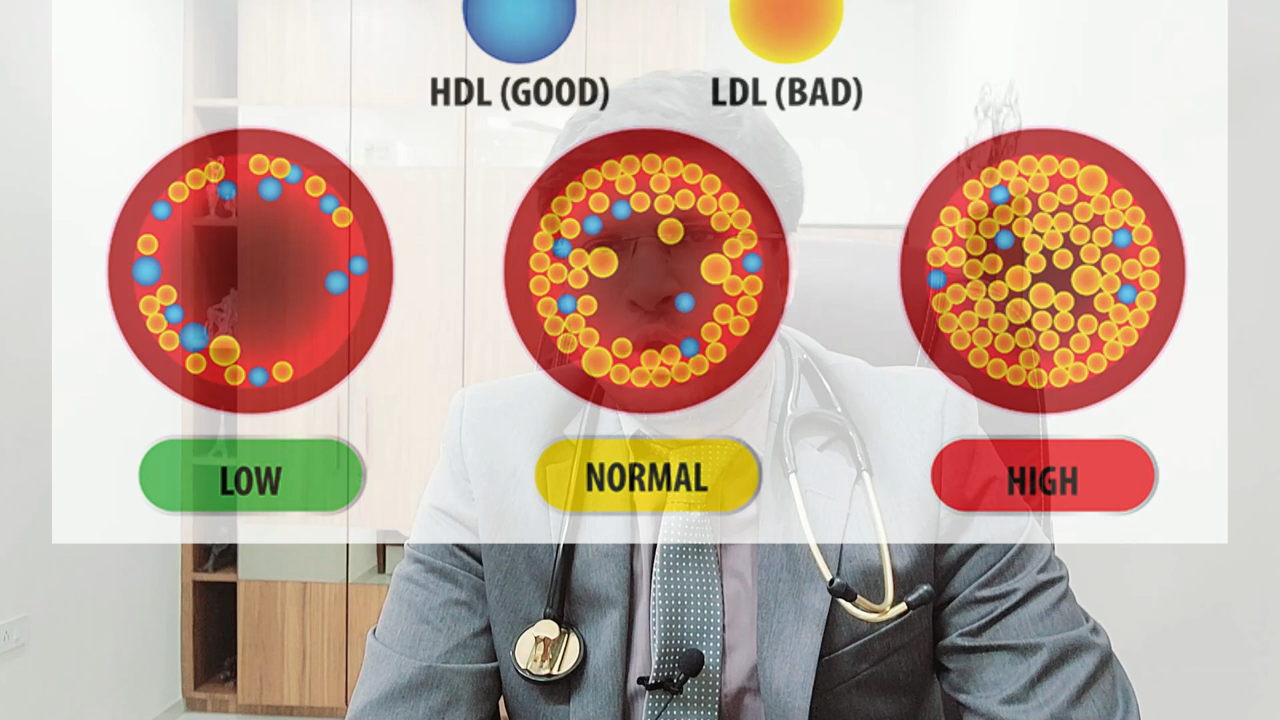 HDL (GOOD)
LDL (BAD)
LOW
NORMAL
HIGH